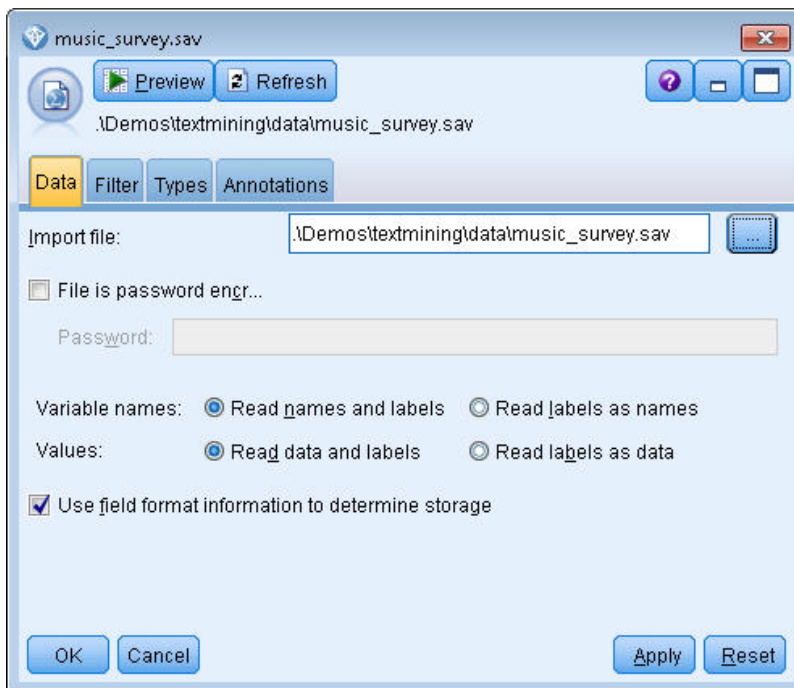 music_survey.sav
Preview Refresh
.\Demos\textmining\data\music_survey.sav
Data Filter Types Annotations
Import file: .\Demos\textmining\data\music_survey.sav ...
File is password encr...
Password:
Variable names: Read names and labels Read labels as names
Values: Read data and labels Read labels as data
Use field format information to determine storage
OK Cancel Apply Reset